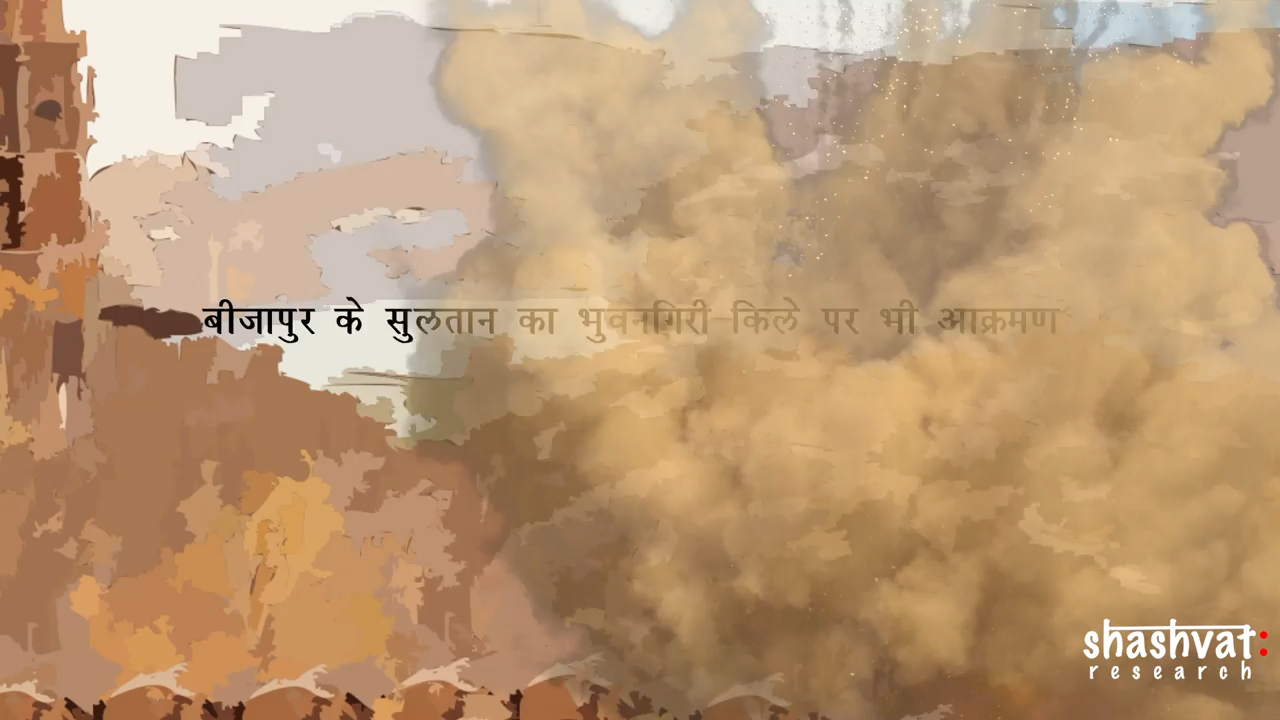 बीजापुर के सुलतान का भुवनगिरी किले पर भी आक्रमण
shashvat:
research